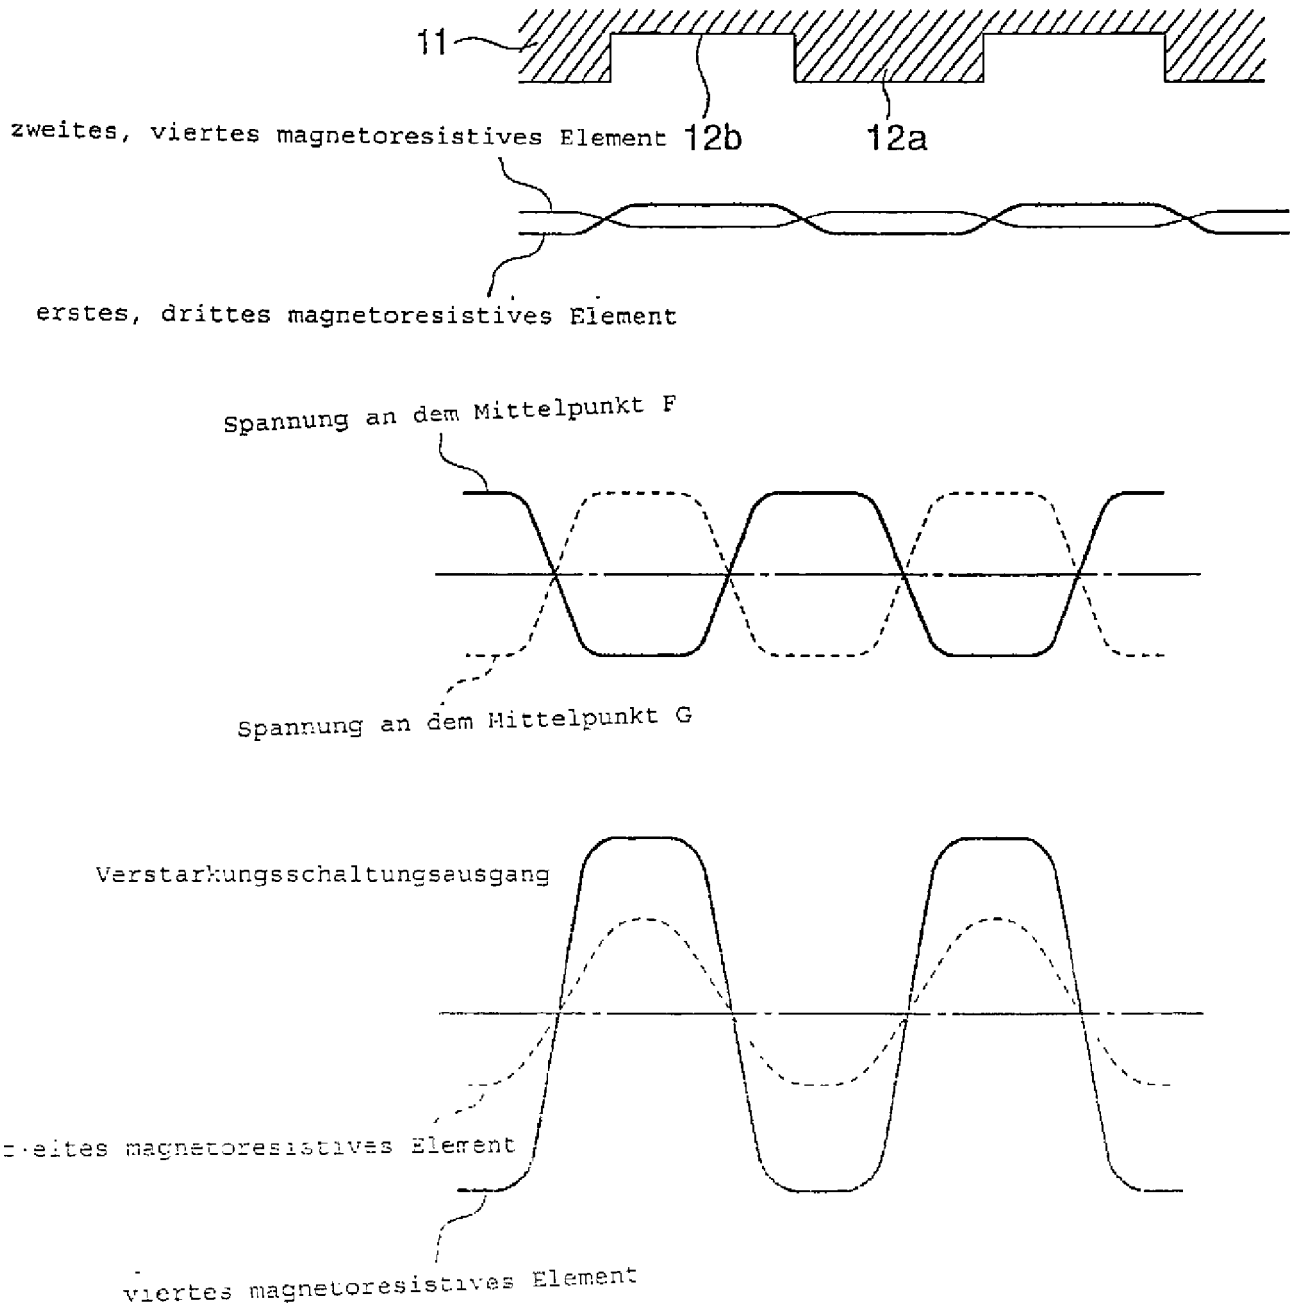 11
zweites, viertes magnetoresistives Element
12b
12a
erstes, drittes magnetoresistives Element
Spannung an dem Mittelpunkt F
Spannung an dem Mittelpunkt G
Verstarkungsschaltungsausgang
magnetoresistives Element
viertes magnetoresistives Element